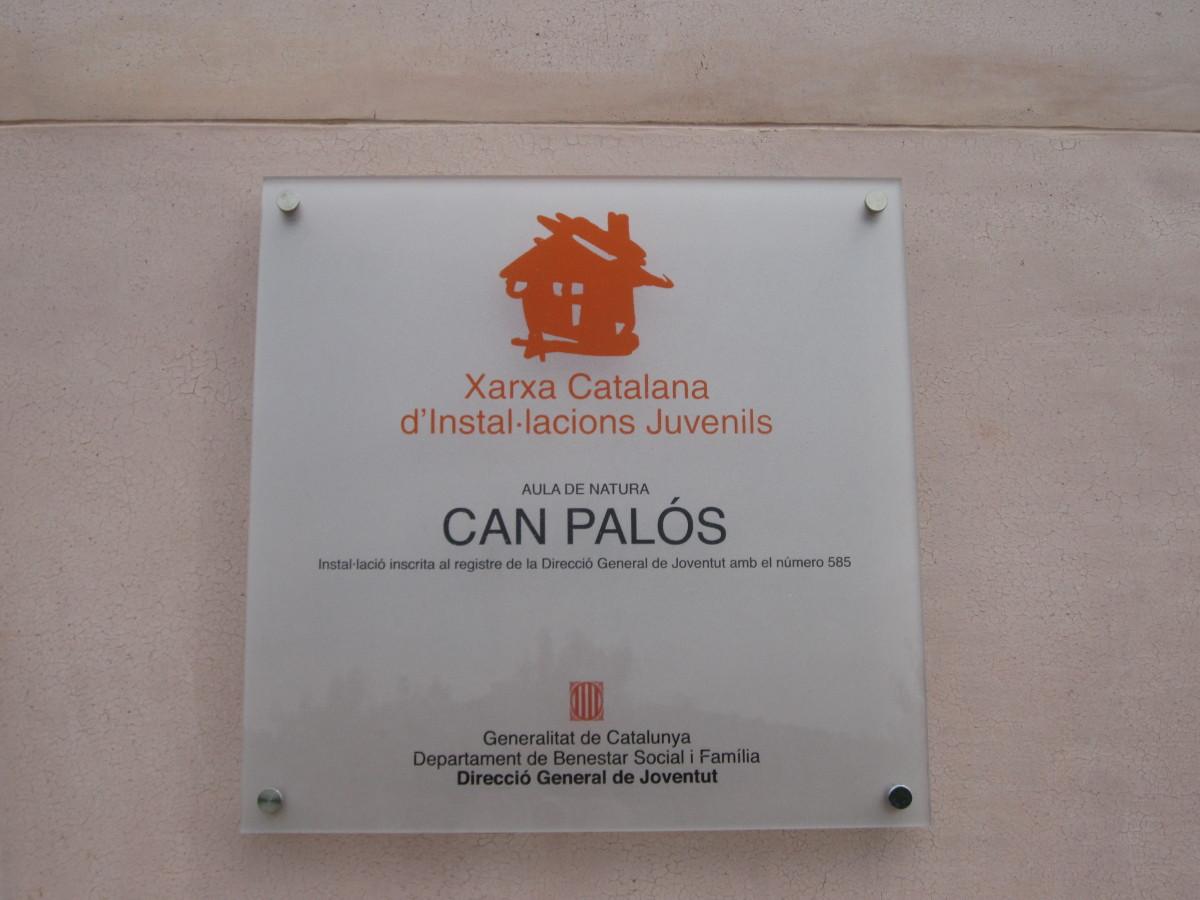 Xarxa Catalana
d'Instal·lacions Juvenils
AULA DE NATURA
CAN PALÓS
Instal·lació inscrita al registre de la Direcció General de Joventut amb el número 585
Generalitat de Catalunya
Departament de Benestar Social i Família
Direcció General de Joventut